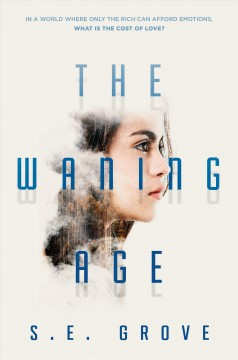 IN A WORLD WHERE ONLY THE RICH CAN AFFORD EMOTIONS,
WHAT IS THE COST OF LOVE?
THE
WANING
AGE
S. E. GROVE